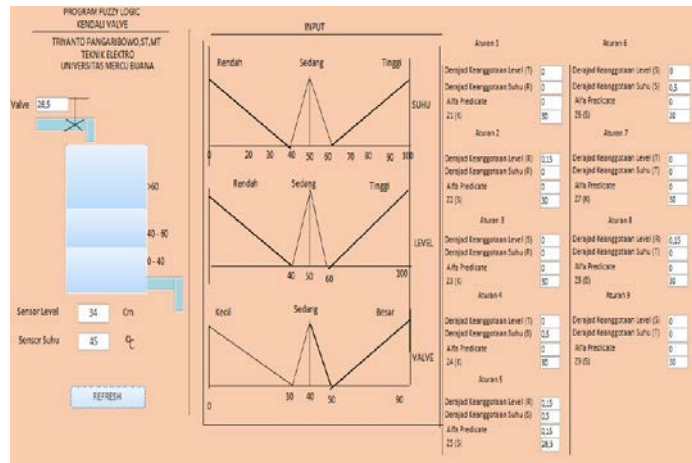 PROGRAM FUZZY LOGIC
KENDALI VALVE
TRIYANTO PANGARIBOWO,ST,MT
TEKNIK ELEKTRO
UNIVERSITAS MERCU BUANA
Valve 28,5
>60
40 - 60
0 - 40
Sensor Level 34 Cm
Sensor Suhu 45 °C
REFRESH
INPUT
Rendah Sedang Tinggi
SUHU
0 20 30 40 50 60 70 80 90 100
Rendah Sedang Tinggi
LEVEL
40 50 60 100
Kecil Sedang Besar
VALVE
0 30 40 50 90
Aturan 1
Derajad Keanggotaan Level (T) 0
Derajad Keanggotaan Suhu (R) 0
Alfa Predicate 0
Z1 (K) 30
Aturan 2
Derajad Keanggotaan Level (R) 0,15
Derajad Keanggotaan Suhu (R) 0
Alfa Predicate 0
30
Aturan 3
Derajad Keanggotaan Level (S) 0
Derajad Keanggotaan Suhu (R) 0
Alfa Predicate 0
30
Aturan 4
Derajad Keanggotaan Level (T) 0
Derajad Keanggotaan Suhu (S) 0,5
Alfa Predicate 0
Z4 (K) 30
Aturan 5
Derajad Keanggotaan Level (R) 0,15
Derajad Keanggotaan Suhu (S) 0,5
Alfa Predicate 0,15
28,5
Aturan 6
Derajad Keanggotaan Level (S) 0
Derajad Keanggotaan Suhu (S) 0,5
Alfa Predicate 0
30
Aturan 7
Derajad Keanggotaan Level (T) 0
Derajad Keanggotaan Suhu (T) 0
Alfa Predicate 0
Z7 (K) 30
Aturan 8
Derajad Keanggotaan Level (R) 0,15
Derajad Keanggotaan Suhu (T) 0
Alfa Predicate 0
30
Aturan 9
Derajad Keanggotaan Level (S) 0
Derajad Keanggotaan Suhu (T) 0
Alfa Predicate 0
Z9 (S) 30